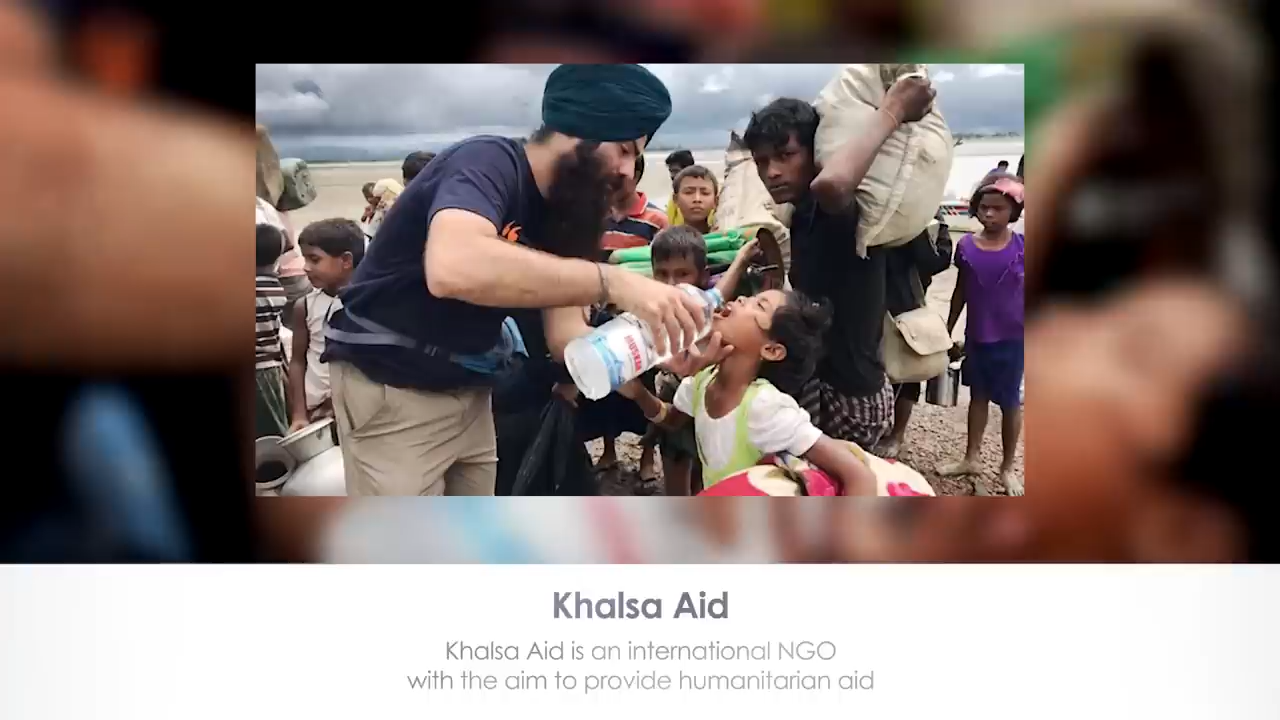 Khalsa Aid
Khalsa Aid is an international NGO
with the aim to provide humanitarian aid